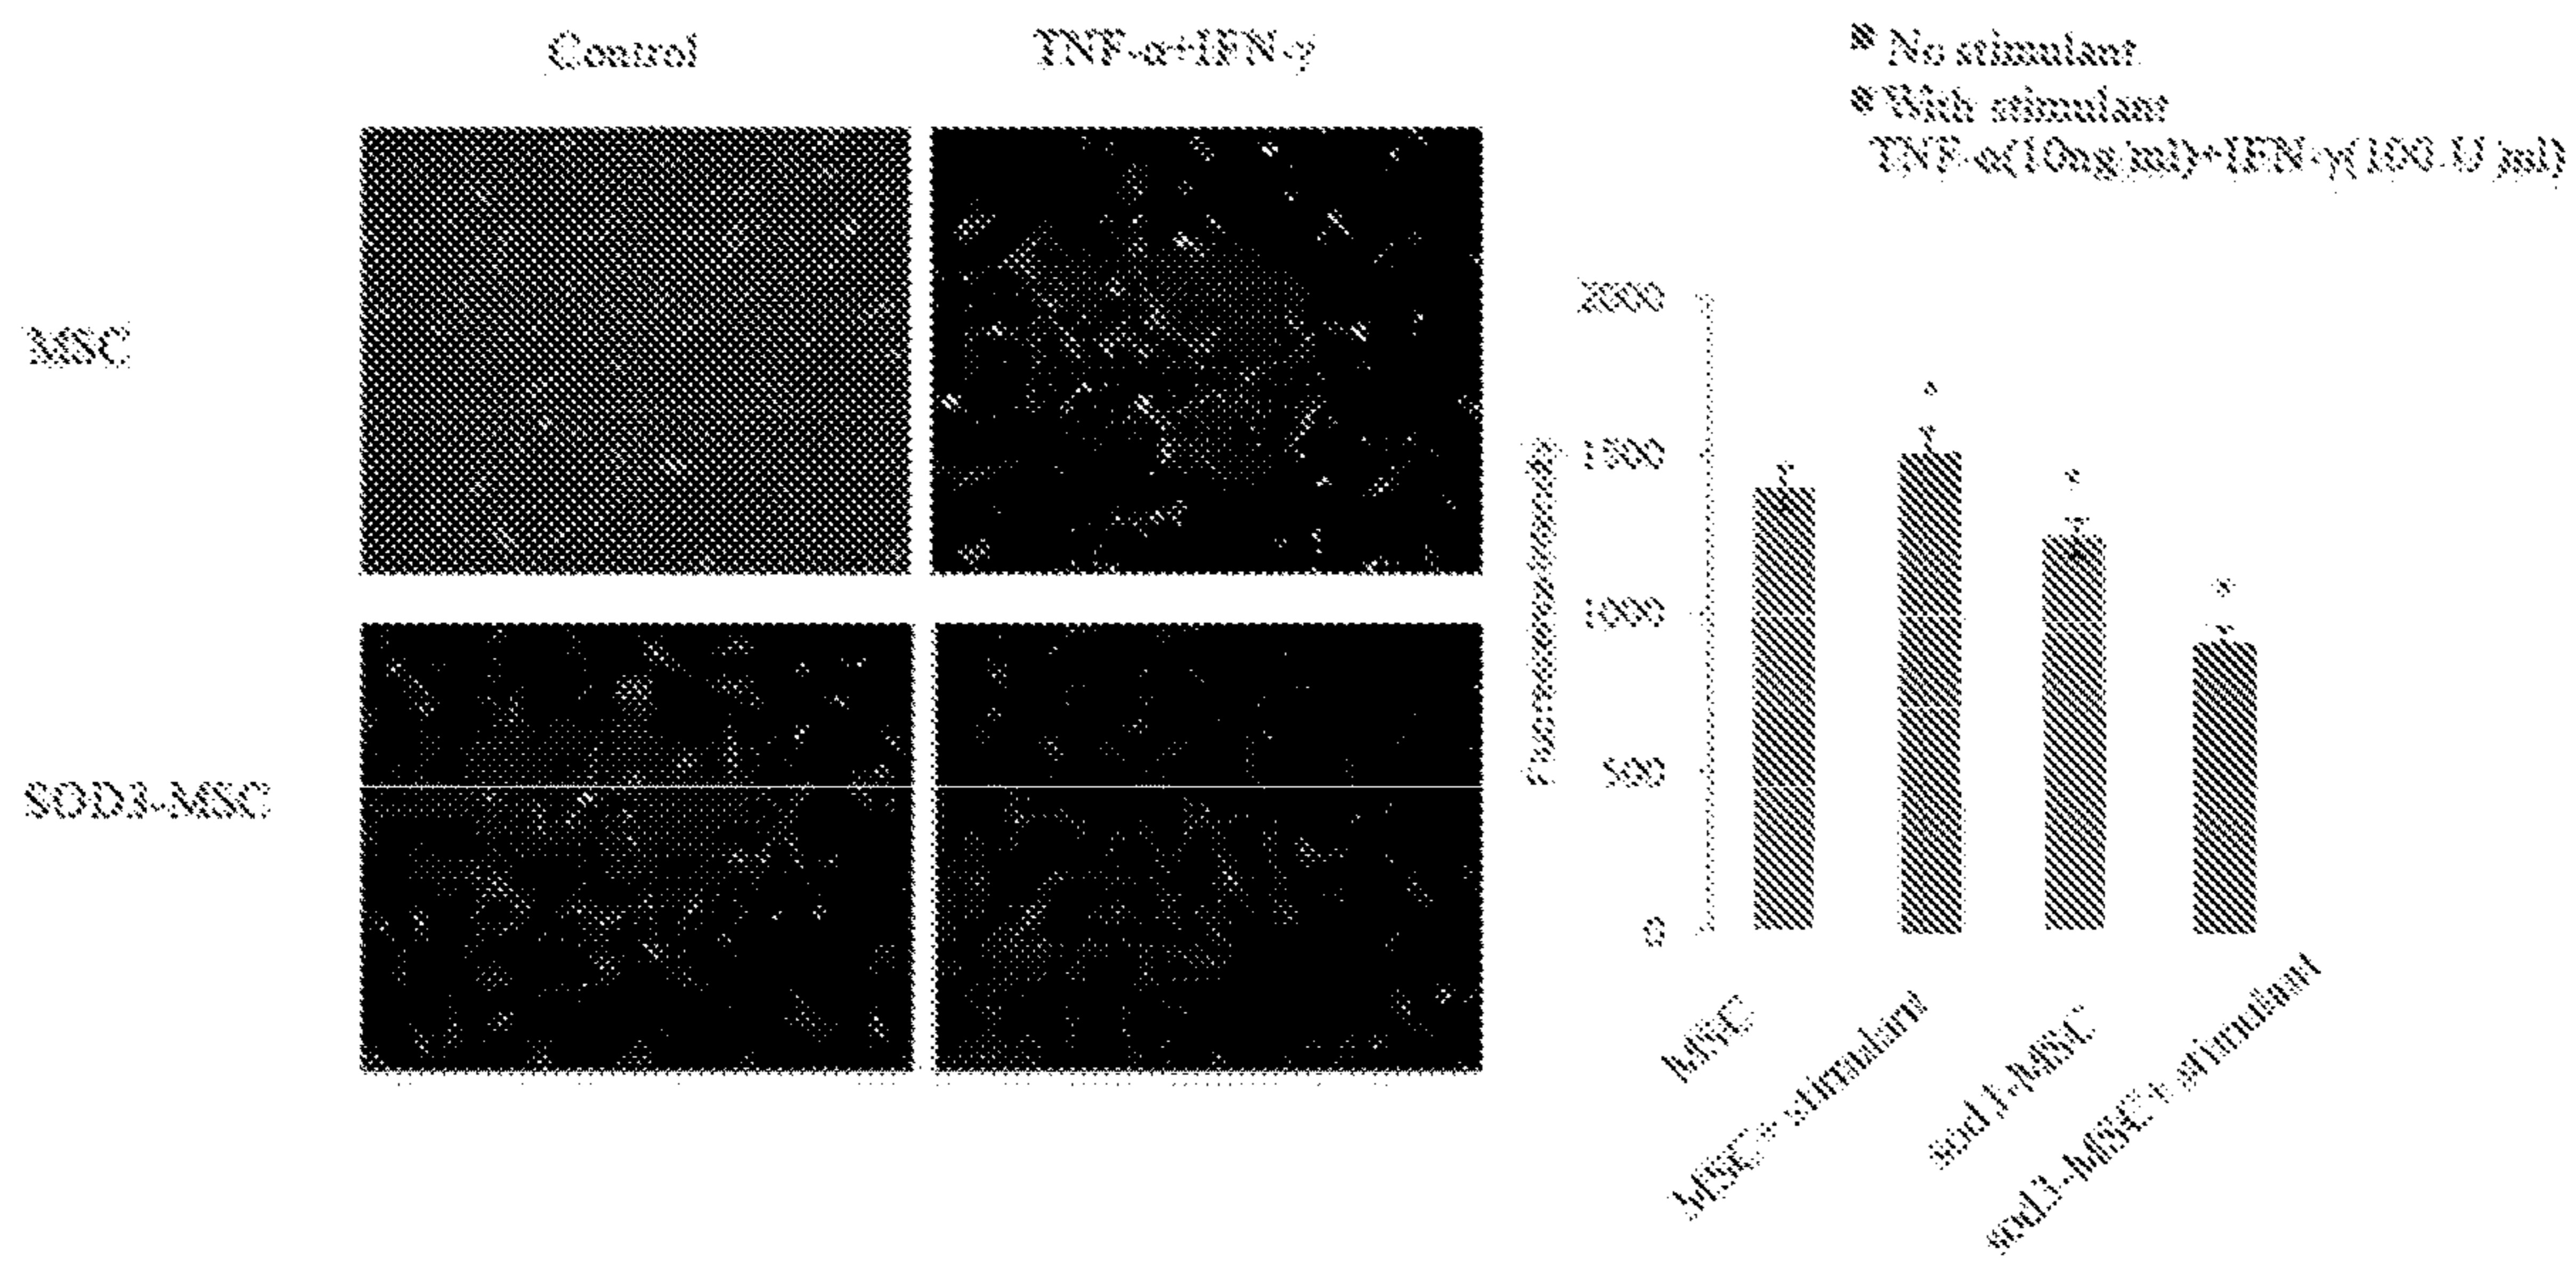 Control
TNF-α+IFN-γ
No stimulant
With stimulant
TNF-α(10ng/ml)+IFN-γ(100 U/ml)
MSC
SOD3-MSC
2000
1500
1000
500
0
MSC
MSC+ stimulant
MSC
sod3-MSC+ stimulant